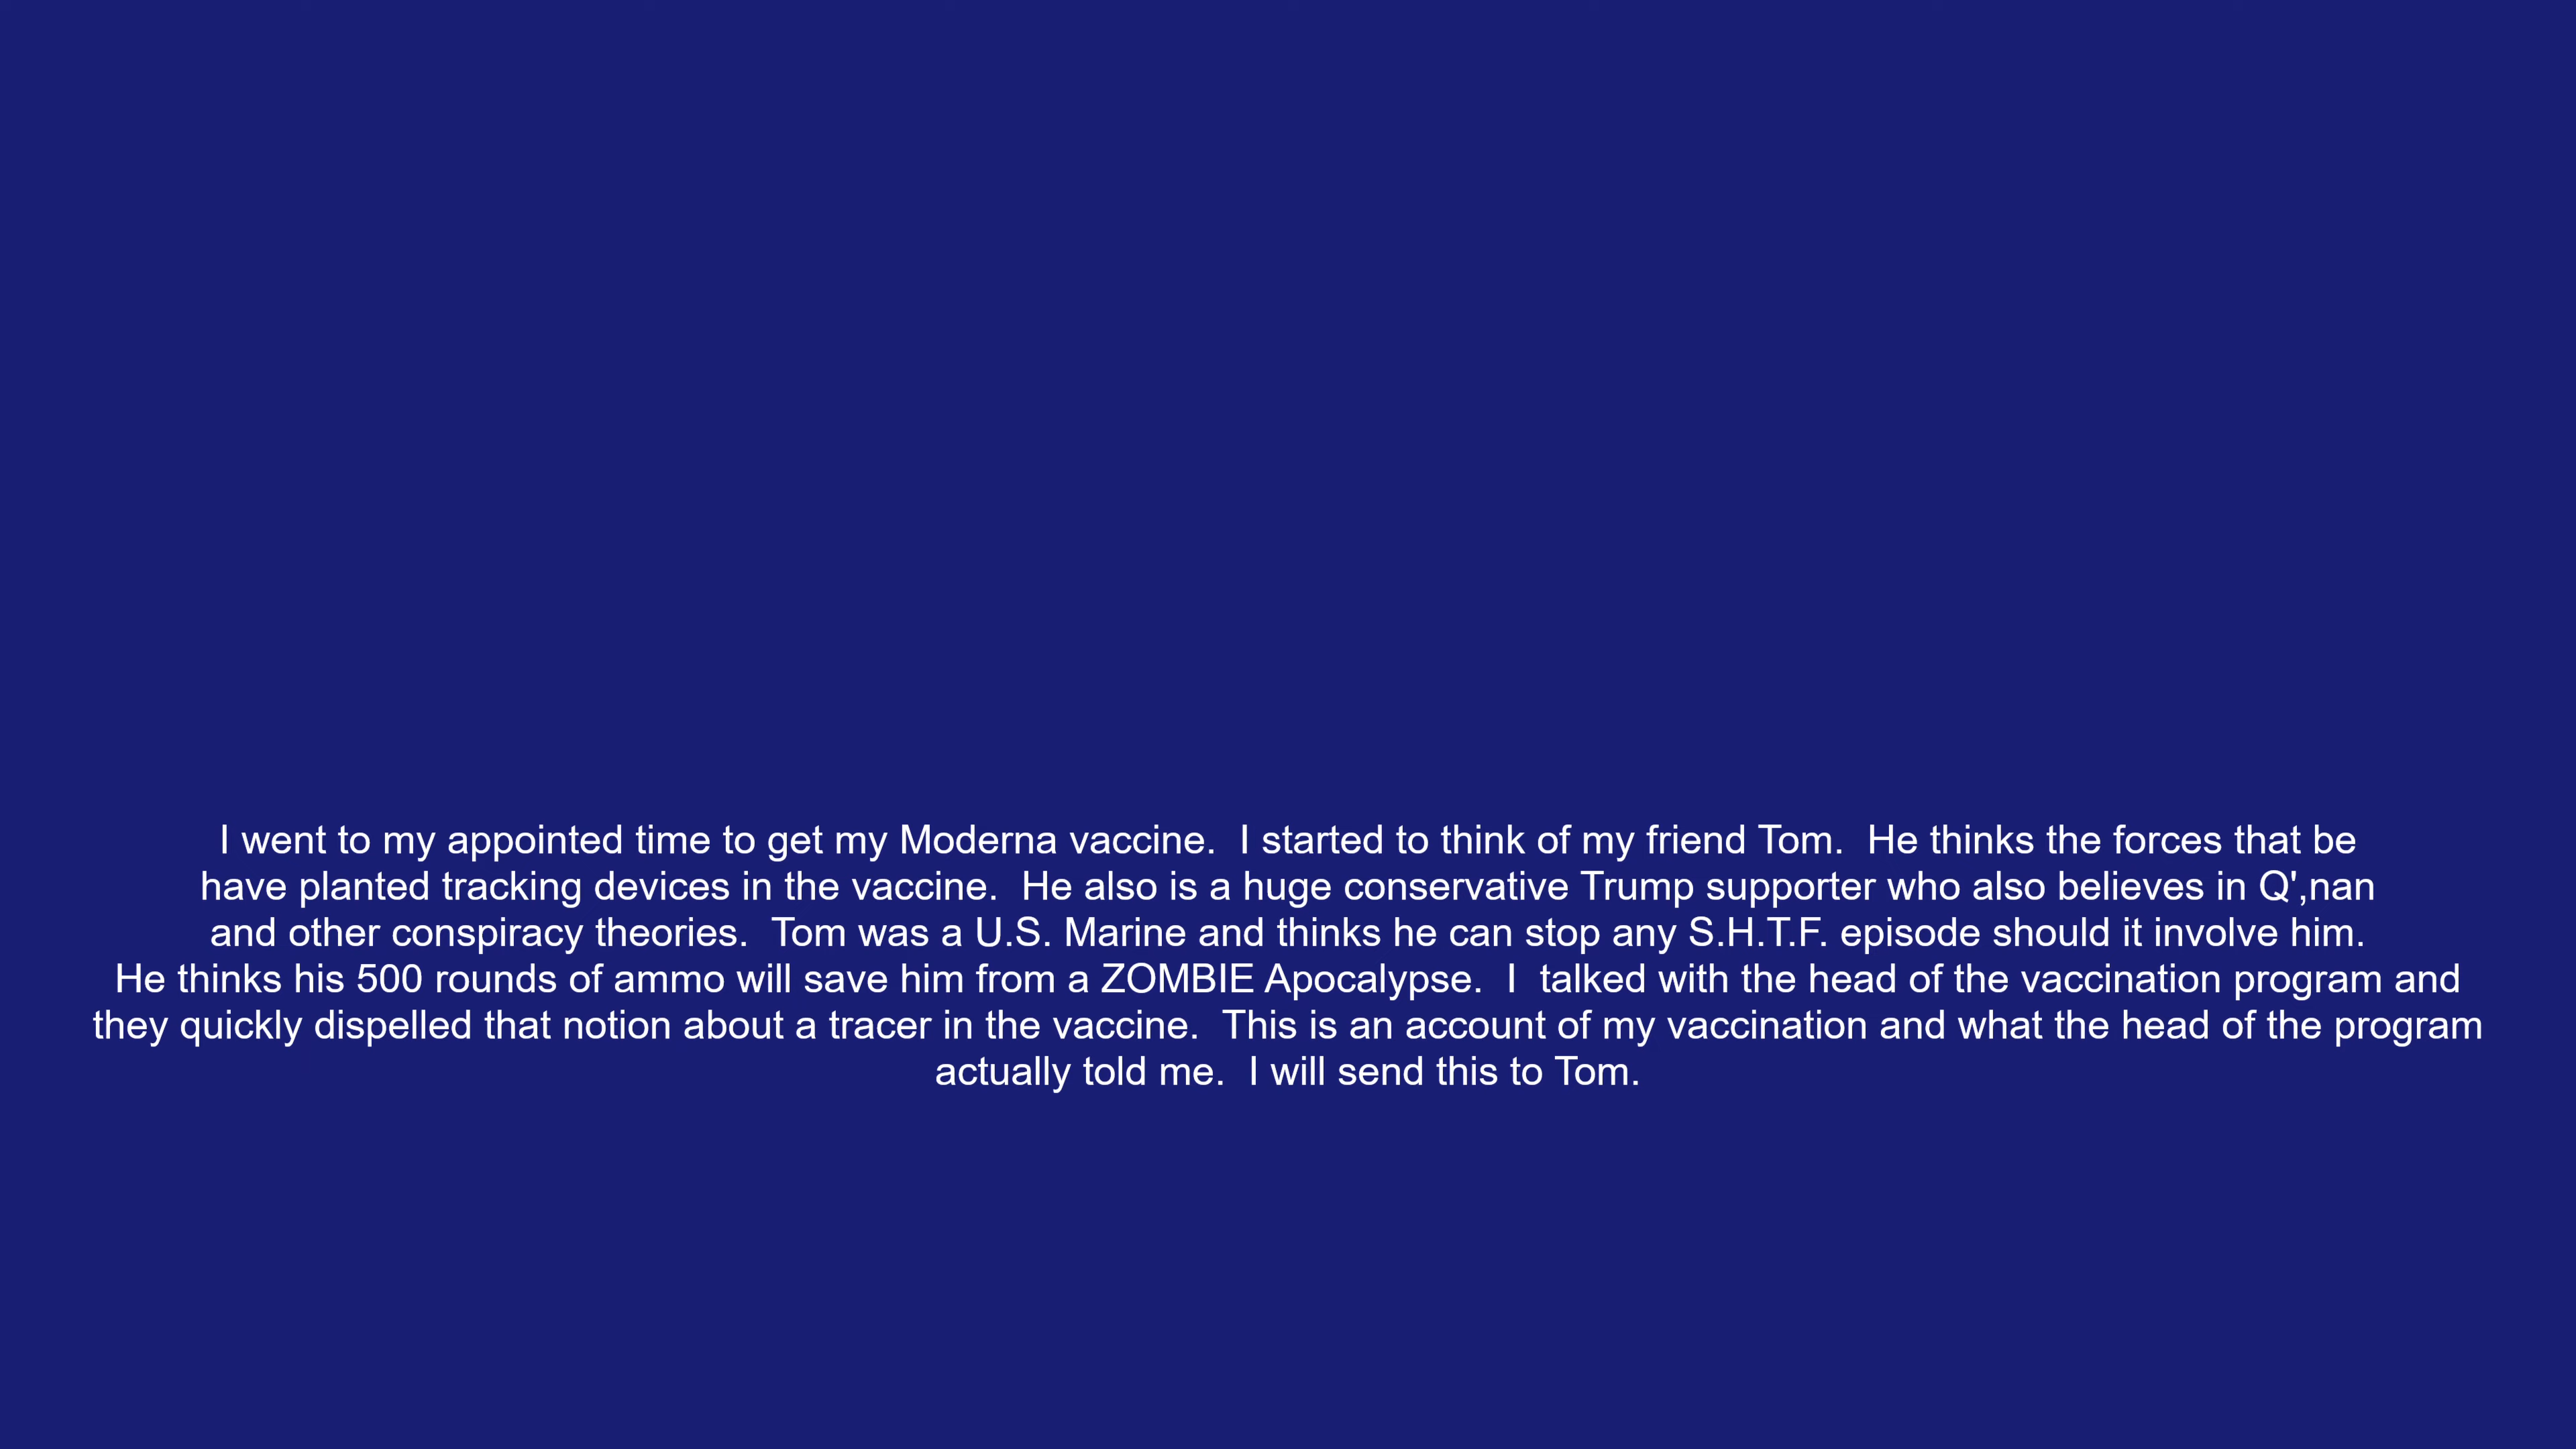 I went to my appointed time to get my Moderna vaccine.  I started to think of my friend Tom.  He thinks the forces that be
have planted tracking devices in the vaccine.  He also is a huge conservative Trump supporter who also believes in Q',nan
and other conspiracy theories.  Tom was a U.S. Marine and thinks he can stop any S.H.T.F. episode should it involve him.
He thinks his 500 rounds of ammo will save him from a ZOMBIE Apocalypse.  I  talked with the head of the vaccination program and
they quickly dispelled that notion about a tracer in the vaccine.  This is an account of my vaccination and what the head of the program
actually told me.  I will send this to Tom.